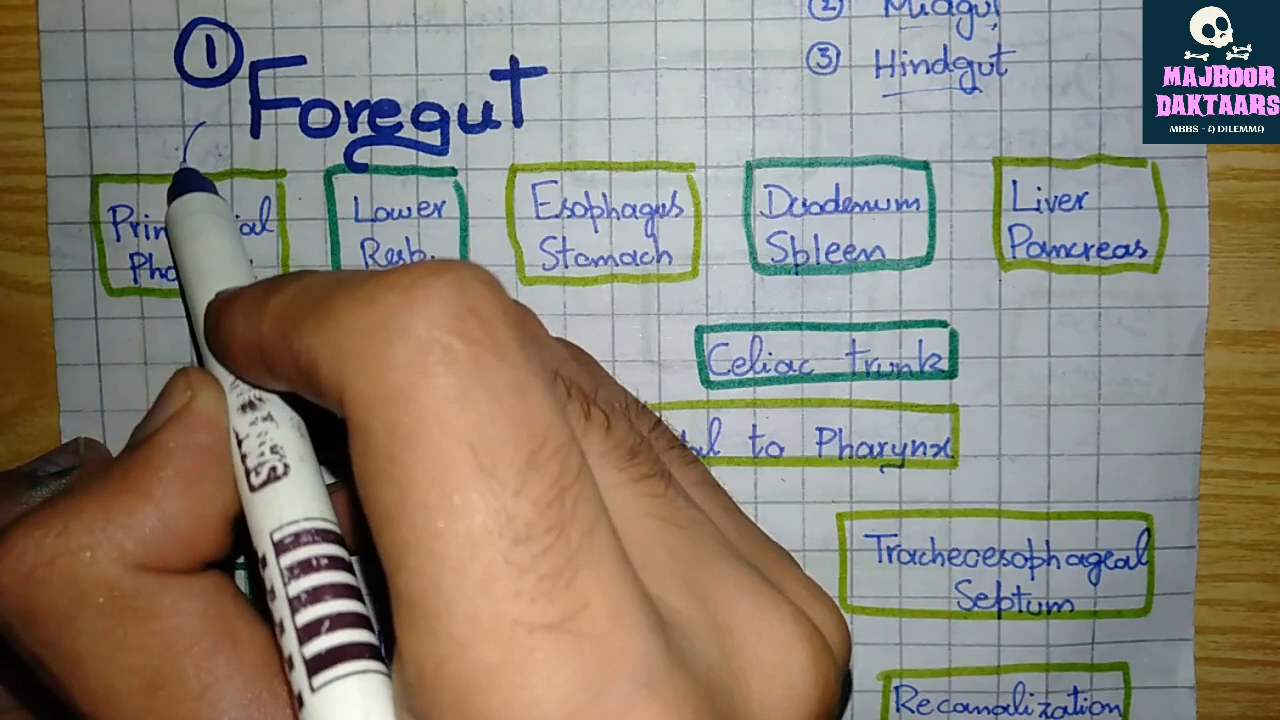 ① Foregut
② Midgut
③ Hindgut
MAJBOOR
DAKTAARS
MBBS - A DILEMMA
Lower
Resp.
Esophagus
Stomach
Duodenum
Spleen
Liver
Pancreas
Celiac trunk
to Pharynx
Tracheoesophageal
Septum
Recanalization